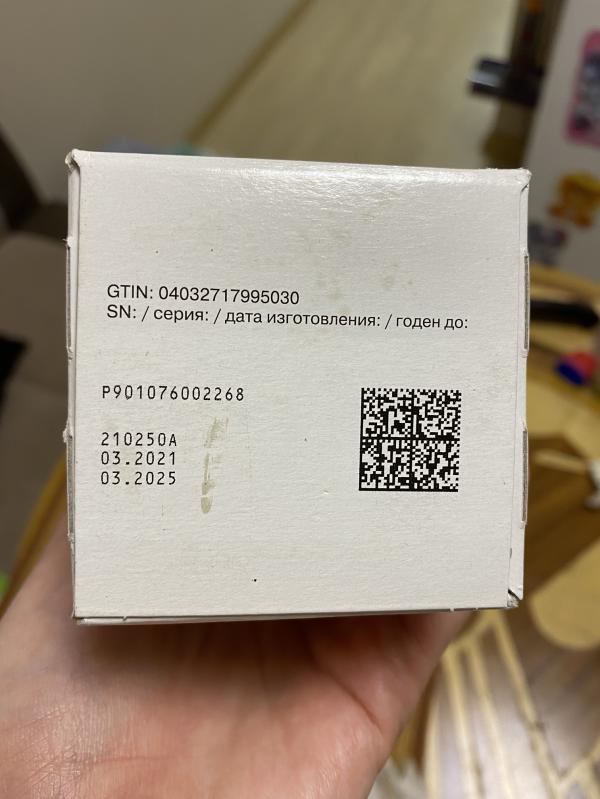 GTIN: 04032717995030
SN: / серия: / дата изготовления: / годен до:
P901076002268
210250A
03.2021
03.2025